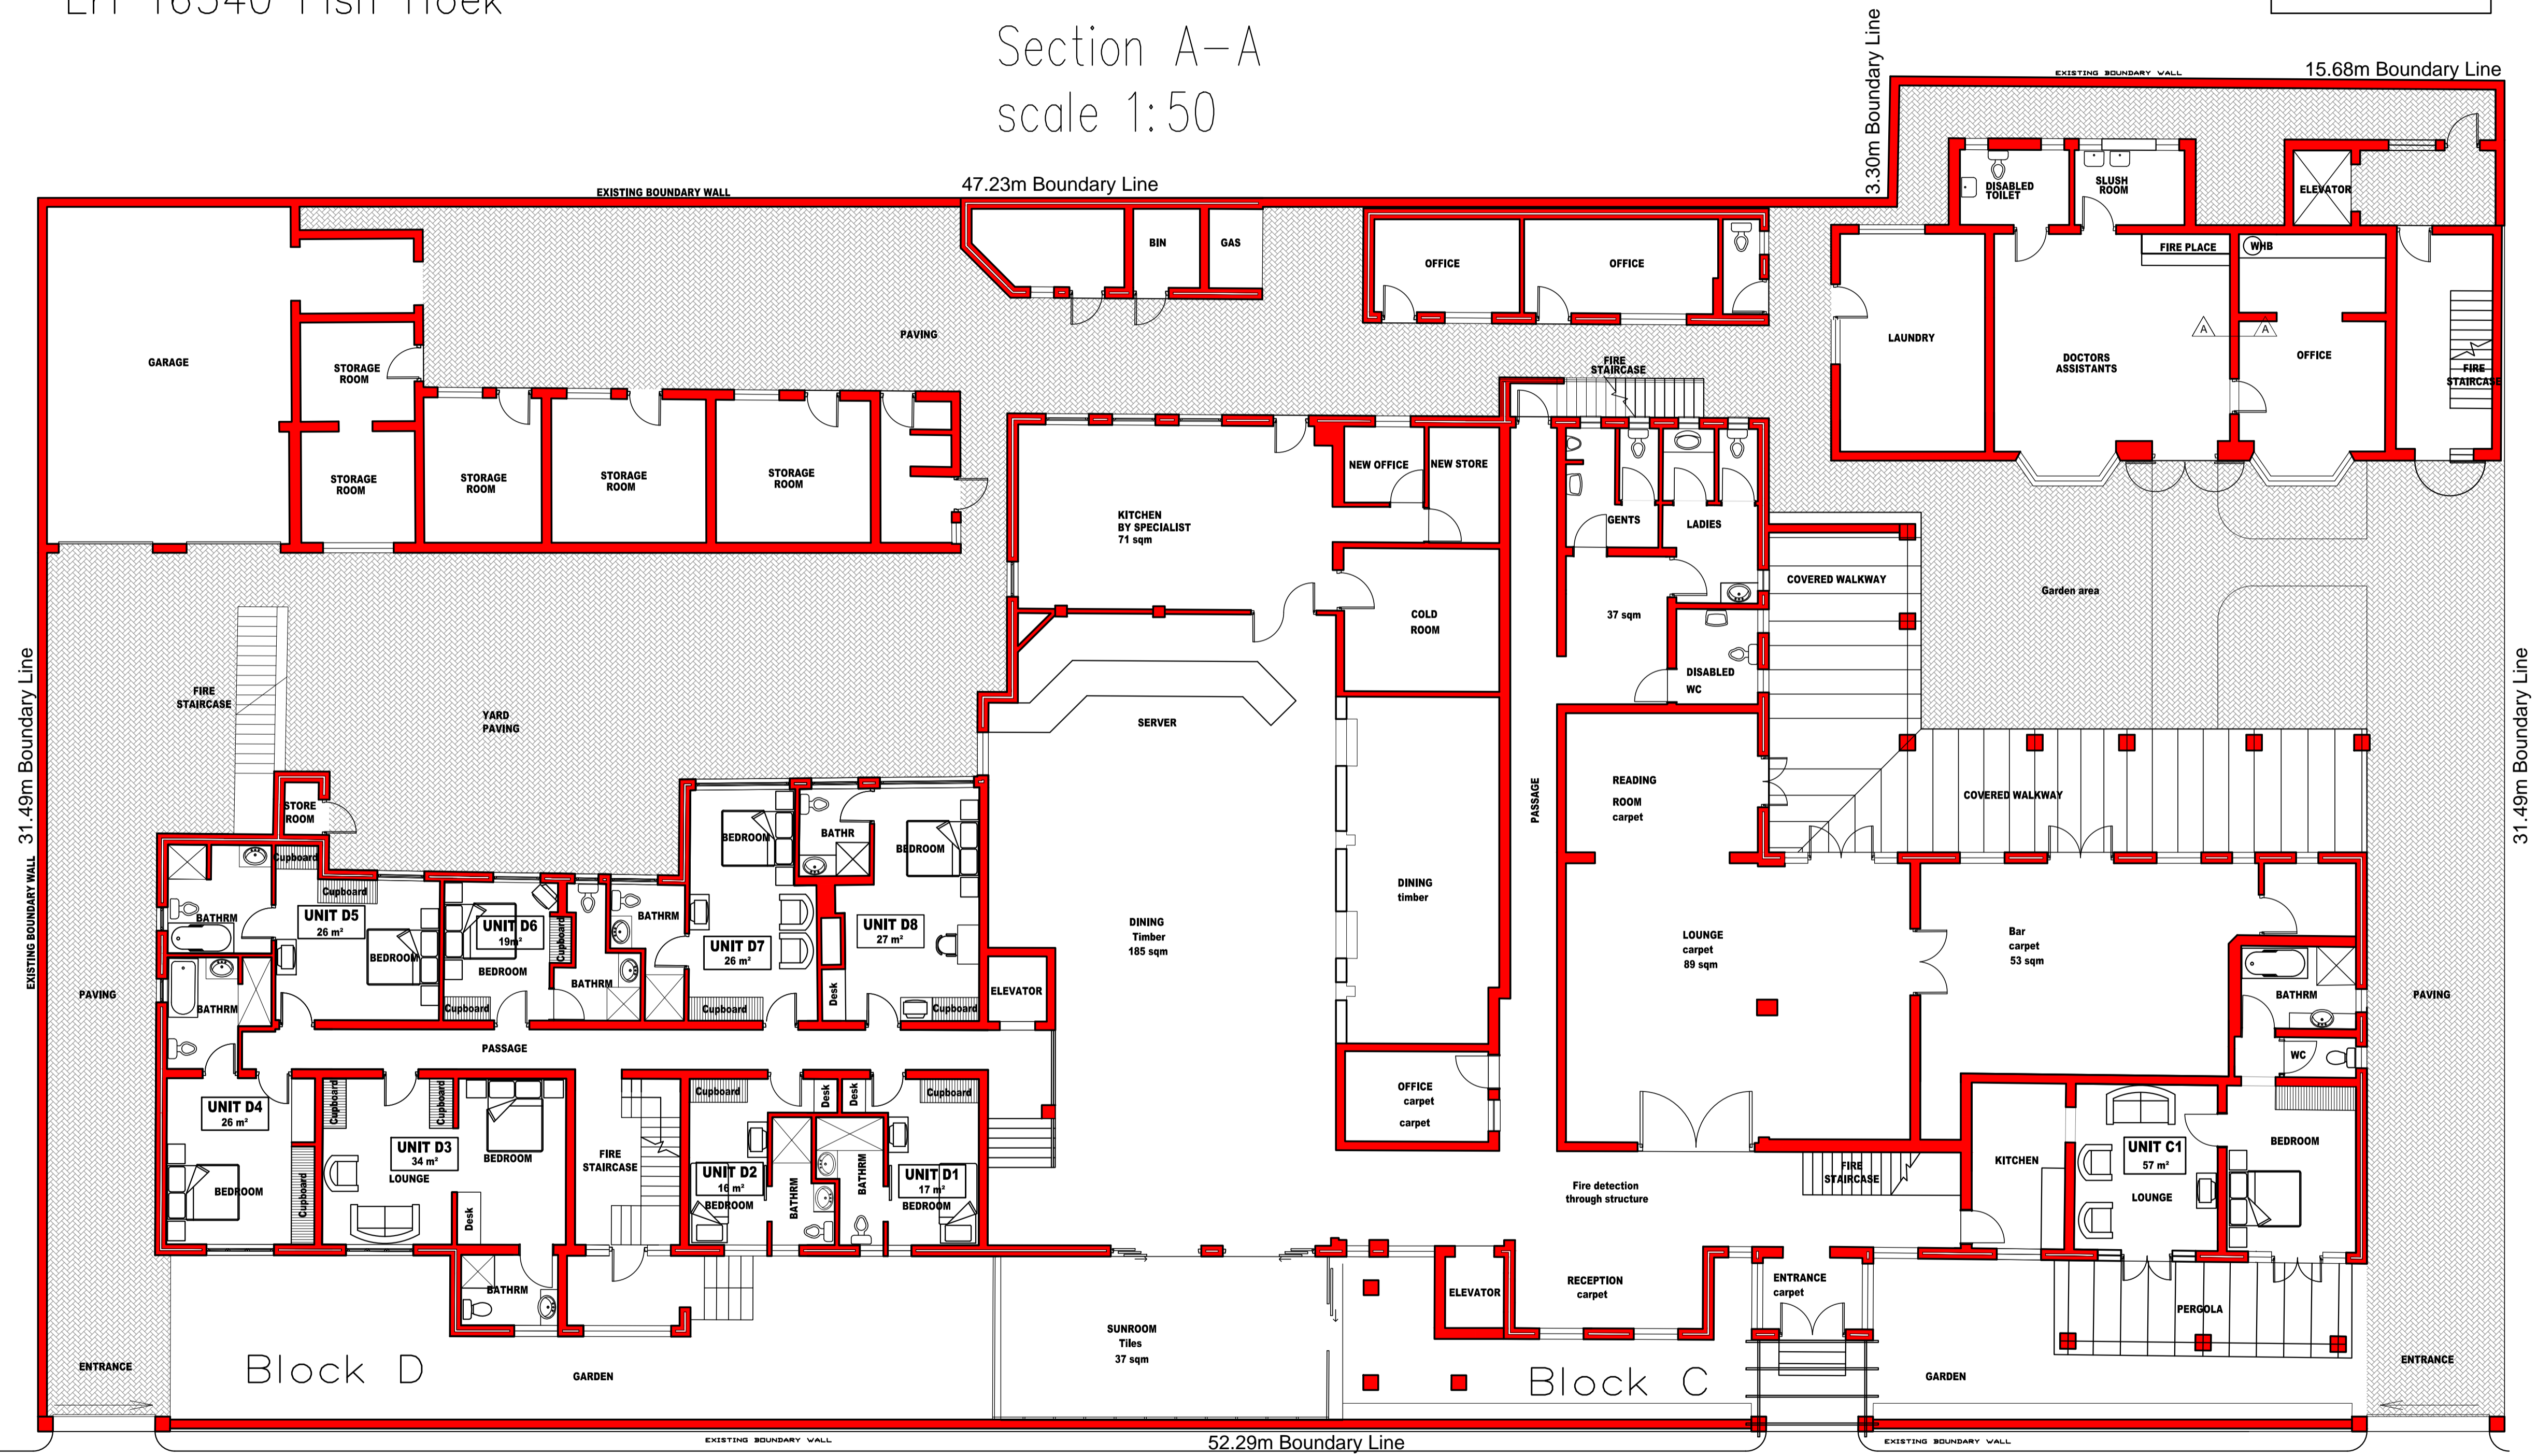 Erf 16540 Fish Hoek
Section A-A
scale 1:50
3.30m Boundary Line
EXISTING BOUNDARY WALL
15.68m Boundary Line
EXISTING BOUNDARY WALL
47.23m Boundary Line
DISABLED
TOILET
SLUSH
ROOM
ELEVATOR
BIN
GAS
OFFICE
OFFICE
FIRE PLACE
WHB
GARAGE
PAVING
STORAGE
ROOM
FIRE
STAIRCASE
LAUNDRY
DOCTORS
ASSISTANTS
A
A
OFFICE
FIRE
STAIRCASE
STORAGE
ROOM
STORAGE
ROOM
STORAGE
ROOM
STORAGE
ROOM
KITCHEN
BY SPECIALIST
71 sqm
NEW OFFICE
NEW STORE
GENTS
LADIES
COVERED WALKWAY
Garden area
COLD
ROOM
37 sqm
DISABLED
WC
FIRE
STAIRCASE
YARD
PAVING
SERVER
31.49m Boundary Line
31.49m Boundary Line
EXISTING BOUNDARY WALL
STORE
ROOM
PASSAGE
READING
ROOM
carpet
COVERED WALKWAY
BEDROOM
BATHR
BEDROOM
Cupboard
Cupboard
BATHRM
UNIT D5
26 m²
BEDROOM
UNIT D6
19m²
Cupboard
BEDROOM
BATHRM
BATHRM
UNIT D7
26 m²
UNIT D8
27 m²
DINING
Timber
185 sqm
DINING
timber
LOUNGE
carpet
89 sqm
Bar
carpet
53 sqm
PAVING
BATHRM
Cupboard
Cupboard
Desk
Cupboard
ELEVATOR
BATHRM
PAVING
PASSAGE
WC
OFFICE
carpet
carpet
UNIT D4
26 m²
BEDROOM
Cupboard
Cupboard
Cupboard
UNIT D3
34 m²
LOUNGE
BEDROOM
Desk
FIRE
STAIRCASE
Cupboard
Desk
Desk
Cupboard
UNIT D2
16 m²
BEDROOM
BATHRM
BATHRM
UNIT D1
17 m²
BEDROOM
Fire detection
through structure
FIRE
STAIRCASE
KITCHEN
UNIT C1
57 m²
LOUNGE
BEDROOM
BATHRM
RECEPTION
carpet
ELEVATOR
ENTRANCE
carpet
PERGOLA
SUNROOM
Tiles
37 sqm
ENTRANCE
Block D
GARDEN
Block C
GARDEN
ENTRANCE
EXISTING BOUNDARY WALL
52.29m Boundary Line
EXISTING BOUNDARY WALL